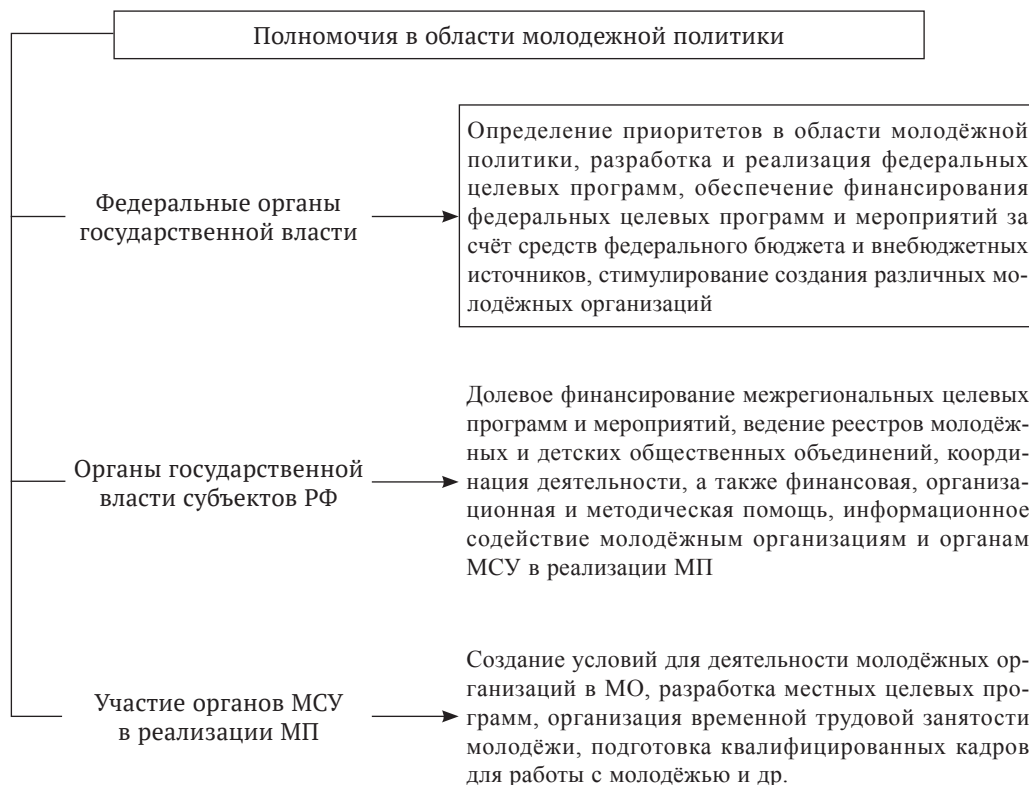 Полномочия в области молодежной политики
Федеральные органы
государственной власти
Определение приоритетов в области молодёжной
политики, разработка и реализация федеральных
целевых программ, обеспечение финансирования
федеральных целевых программ и мероприятий за
счёт средств федерального бюджета и внебюджетных
источников, стимулирование создания различных мо-
лодёжных организаций
Органы государственной
власти субъектов РФ
Долевое финансирование межрегиональных целевых
программ и мероприятий, ведение реестров молодёж-
ных и детских общественных объединений, коорди-
нация деятельности, а также финансовая, организа-
ционная и методическая помощь, информационное
содействие молодёжным организациям и органам
МСУ в реализации МП
Участие органов МСУ
в реализации МП
Создание условий для деятельности молодёжных ор-
ганизаций в МО, разработка местных целевых про-
грамм, организация временной трудовой занятости
молодёжи, подготовка квалифицированных кадров
для работы с молодёжью и др.